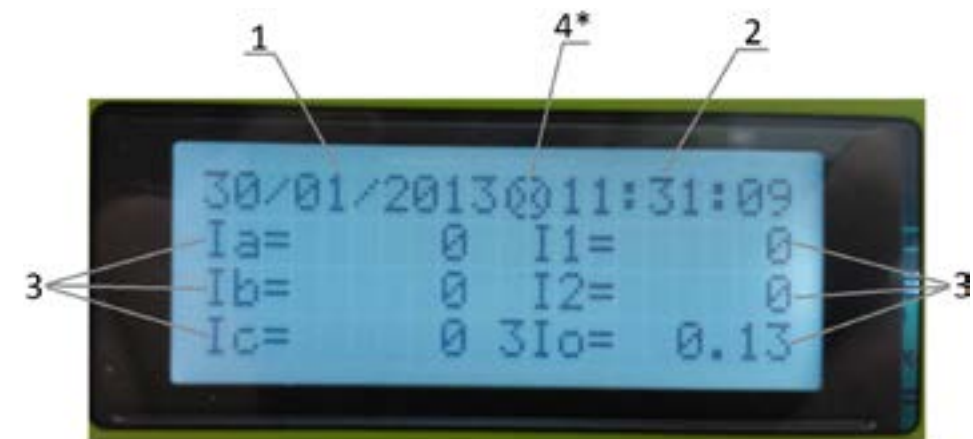 1 4* 2
30/01/2013@@11:31:09
Ia= 0 I1= 0
3 Ib= 0 I2= 0 3
Ic= 0 3Io= 0.13